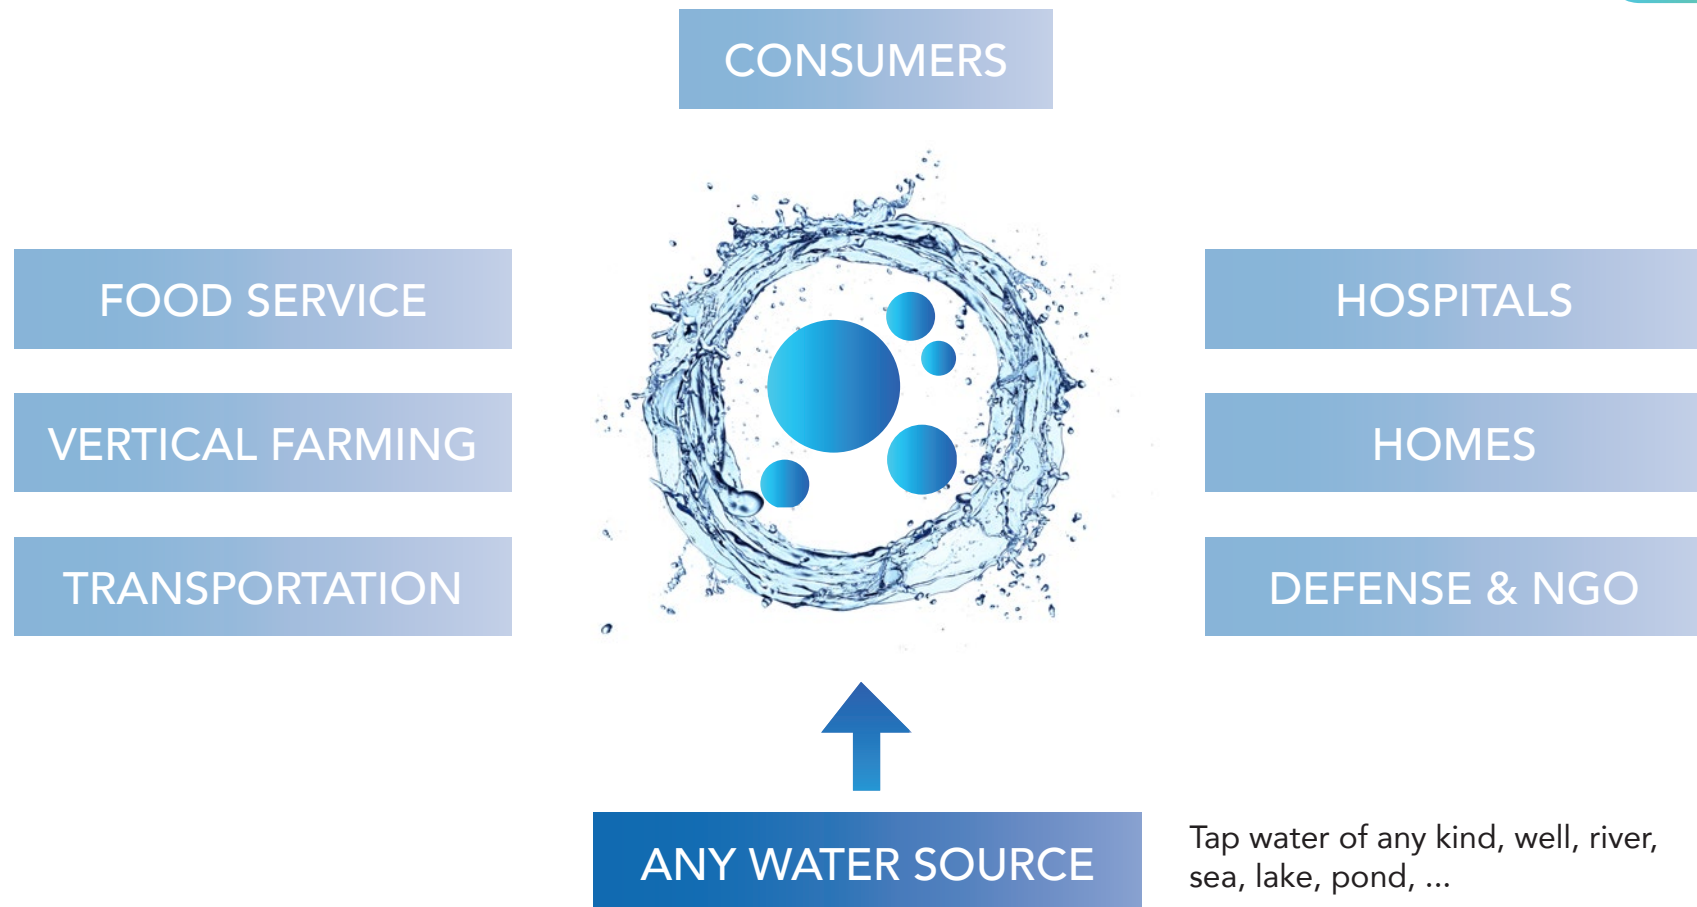 CONSUMERS
FOOD SERVICE
VERTICAL FARMING
TRANSPORTATION
HOSPITALS
HOMES
DEFENSE & NGO
ANY WATER SOURCE
Tap water of any kind, well, river,
sea, lake, pond, ...